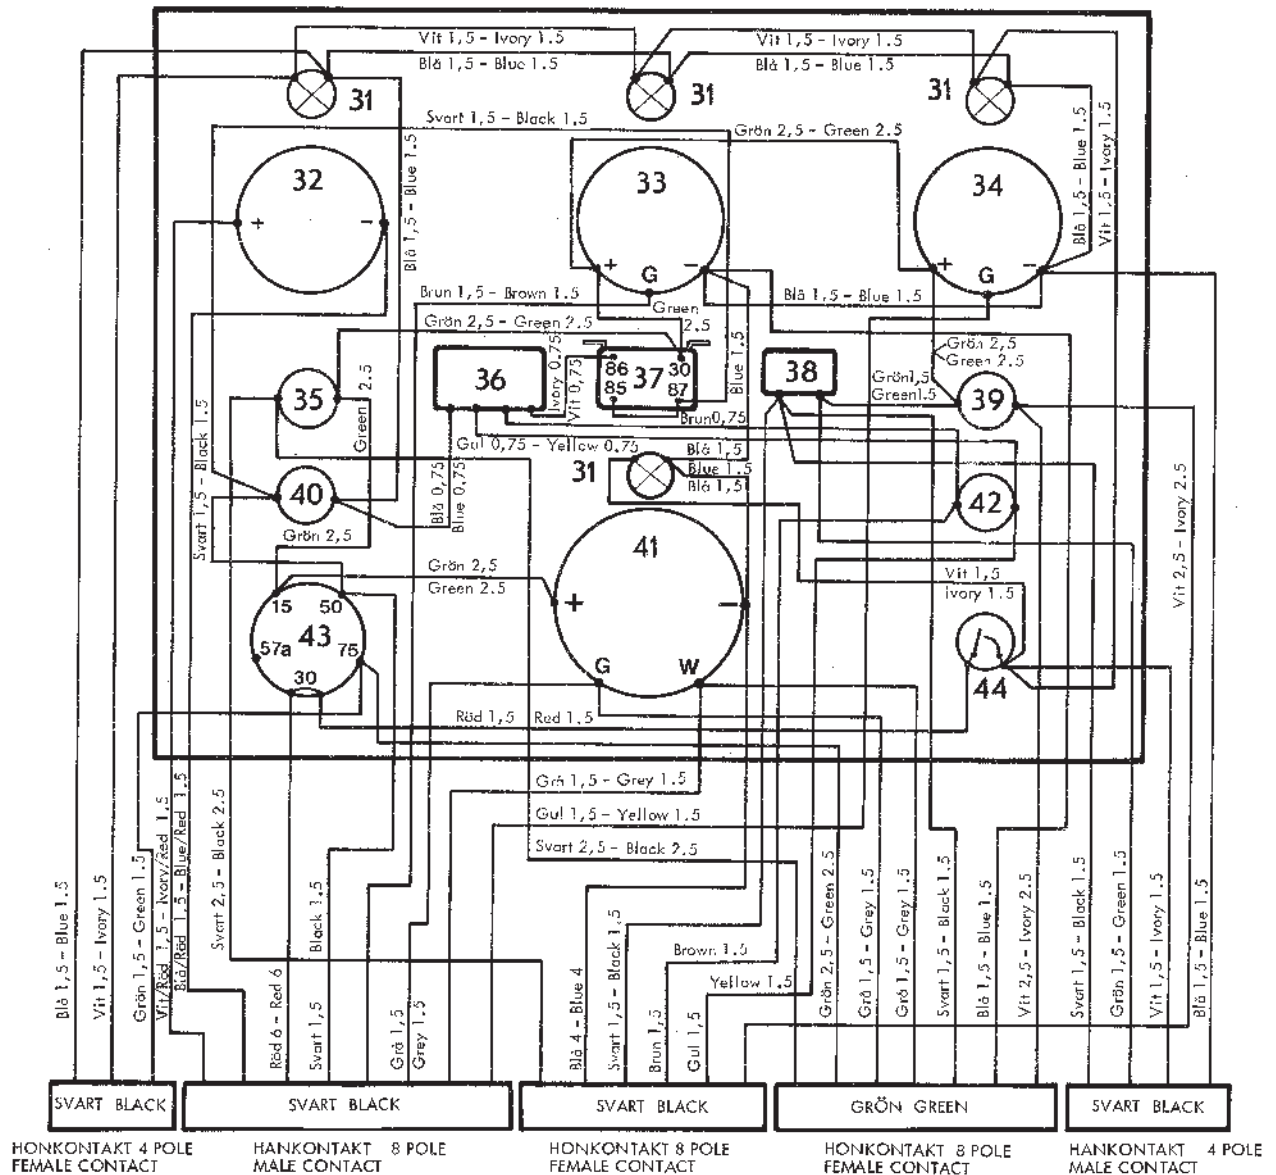 Vit 1,5 - Ivory 1.5
Vit 1,5 - Ivory 1.5
Blå 1,5 - Blue 1.5
Blå 1,5 - Blue 1.5
31
31
31
Svart 1,5 - Black 1.5
Grön 2,5 - Green 2.5
Blå 1,5 - Blue 1.5
Blå 1,5 - Blue 1.5
Vit 1,5 - Ivory 1.5
32
33
34
+
-
+
G
-
+
G
-
Brun 1,5 - Brown 1.5
Green
2.5
Blå 1,5 - Blue 1.5
Grön 2,5 - Green 2.5
Grön 2,5
Green 2.5
Green 2.5
Ivory 0.75
Vit 0,75
Blue 1.5
35
36
86
30
85
87
37
38
Grön1,5
Green1.5
39
Brun0,75
Svart 1,5 - Black 1.5
Gul 0,75 - Yellow 0.75
Blå 1,5
Blue 1.5
Blå 1,5
31
40
Blå 0,75
Blue 0,75
42
Vit 2,5 - Ivory 2.5
Grön 2,5
41
Grön 2,5
Green 2.5
Vit 1,5
ivory 1.5
15
50
43
57a
75
30
+
-
G
W
44
Röd 1,5
Red 1.5
Grå 1,5 - Grey 1.5
Gul 1,5 - Yellow 1.5
Svart 2,5 - Black 2.5
Blå 1,5 - Blue 1.5
Vit 1,5 - Ivory 1.5
Grön 1,5 - Green 1.5
Vit/Röd 1,5 - Ivory/Red 1.5
Blå/Röd 1,5 - Blue/Red 1.5
Svart 2,5 - Black 2.5
Röd 6 - Red 6
Svart 1,5
Black 1.5
Grå 1,5
Grey 1.5
Blå 4 - Blue 4
Svart 1,5 - Black 1.5
Brun 1,5
Brown 1.5
Gul 1,5
Yellow 1.5
Grön 2,5 - Green 2.5
Grå 1,5 - Grey 1.5
Grå 1,5 - Grey 1.5
Svart 1,5 - Black 1.5
Blå 1,5 - Blue 1.5
Vit 2,5 - Ivory 2.5
Svart 1,5 - Black 1.5
Grön 1,5 - Green 1.5
Vit 1,5 - Ivory 1.5
Blå 1,5 - Blue 1.5
SVART BLACK
SVART BLACK
SVART BLACK
GRÖN GREEN
SVART BLACK
HONKONTAKT 4 POLE
FEMALE CONTACT
HANKONTAKT 8 POLE
MALE CONTACT
HONKONTAKT 8 POLE
FEMALE CONTACT
HONKONTAKT 8 POLE
FEMALE CONTACT
HANKONTAKT 4 POLE
MALE CONTACT